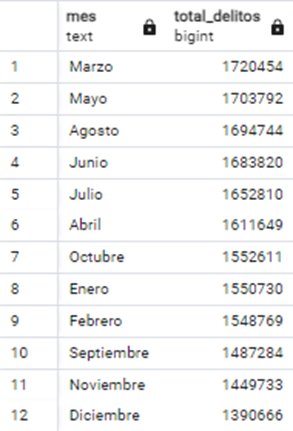 mes total_delitos
text bigint
1 Marzo 1720454
2 Mayo 1703792
3 Agosto 1694744
4 Junio 1683820
5 Julio 1652810
6 Abril 1611649
7 Octubre 1552611
8 Enero 1550730
9 Febrero 1548769
10 Septiembre 1487284
11 Noviembre 1449733
12 Diciembre 1390666